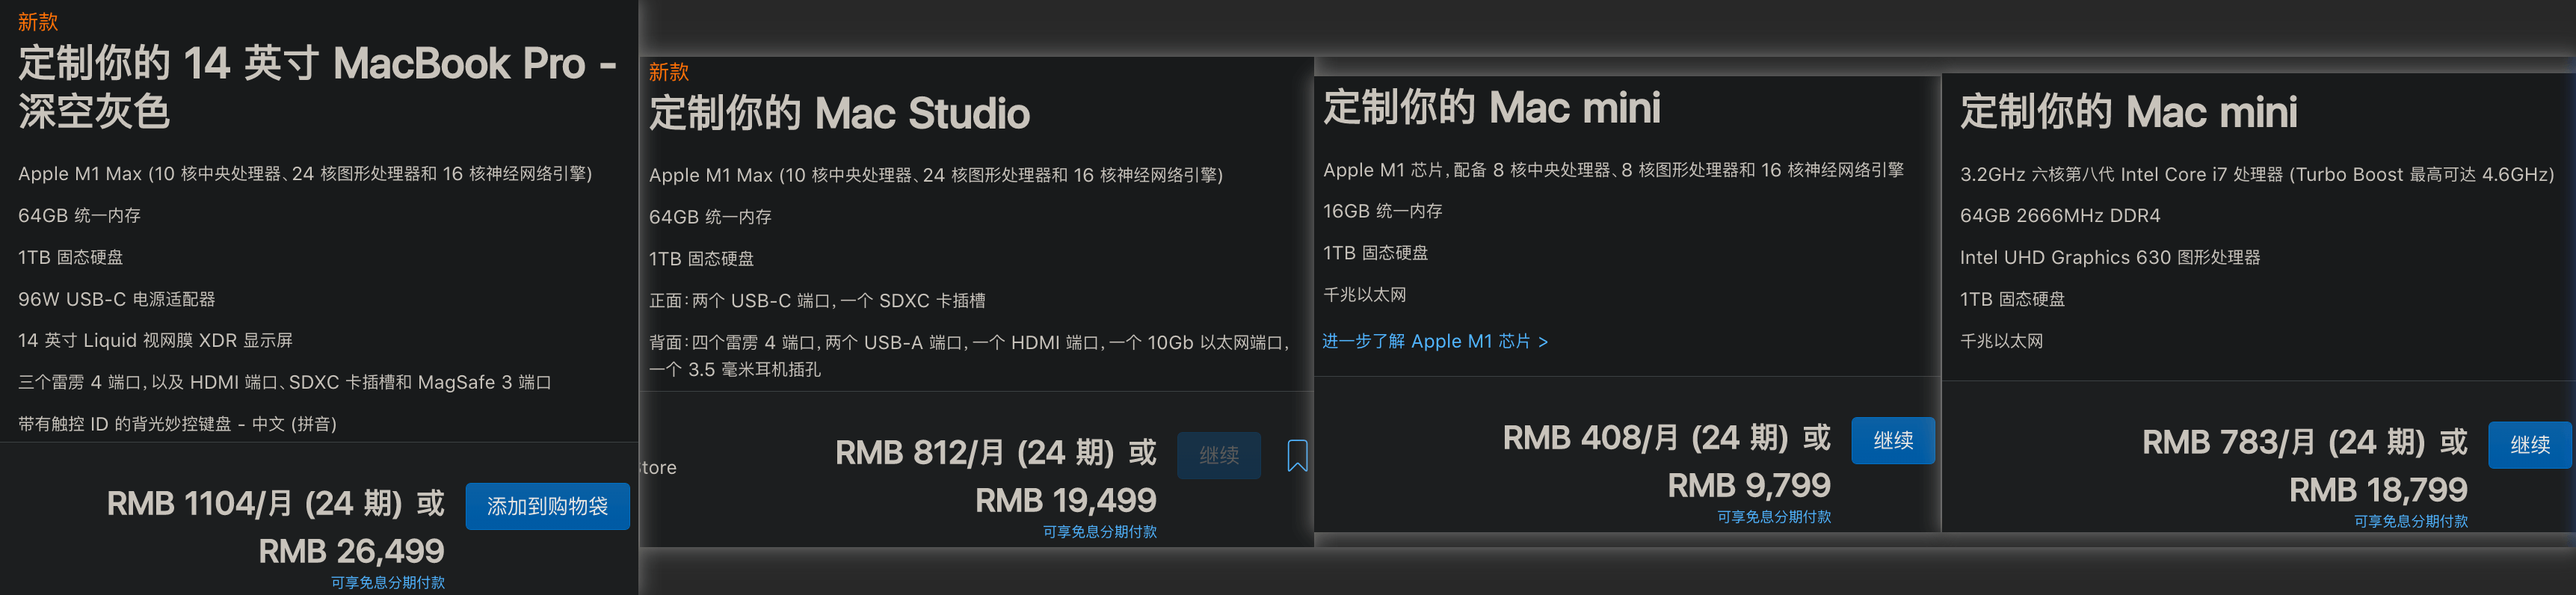 新款
定制你的 14 英寸 MacBook Pro -
深空灰色
Apple M1 Max (10 核中央处理器、24 核图形处理器和 16 核神经网络引擎)
64GB 统一内存
1TB 固态硬盘
96W USB-C 电源适配器
14 英寸 Liquid 视网膜 XDR 显示屏
三个雷雳 4 端口，以及 HDMI 端口、SDXC 卡插槽和 MagSafe 3 端口
带有触控 ID 的背光妙控键盘 - 中文 (拼音)
RMB 1104/月 (24 期) 或
RMB 26,499
可享免息分期付款
添加到购物袋
新款
定制你的 Mac Studio
Apple M1 Max (10 核中央处理器、24 核图形处理器和 16 核神经网络引擎)
64GB 统一内存
1TB 固态硬盘
正面：两个 USB-C 端口，一个 SDXC 卡插槽
背面：四个雷雳 4 端口，两个 USB-A 端口，一个 HDMI 端口，一个 10Gb 以太网端口，
一个 3.5 毫米耳机插孔
tore
RMB 812/月 (24 期) 或
RMB 19,499
可享免息分期付款
继续
定制你的 Mac mini
Apple M1 芯片，配备 8 核中央处理器、8 核图形处理器和 16 核神经网络引擎
16GB 统一内存
1TB 固态硬盘
千兆以太网
进一步了解 Apple M1 芯片 >
RMB 408/月 (24 期) 或
RMB 9,799
可享免息分期付款
继续
定制你的 Mac mini
3.2GHz 六核第八代 Intel Core i7 处理器 (Turbo Boost 最高可达 4.6GHz)
64GB 2666MHz DDR4
Intel UHD Graphics 630 图形处理器
1TB 固态硬盘
千兆以太网
RMB 783/月 (24 期) 或
RMB 18,799
可享免息分期付款
继续